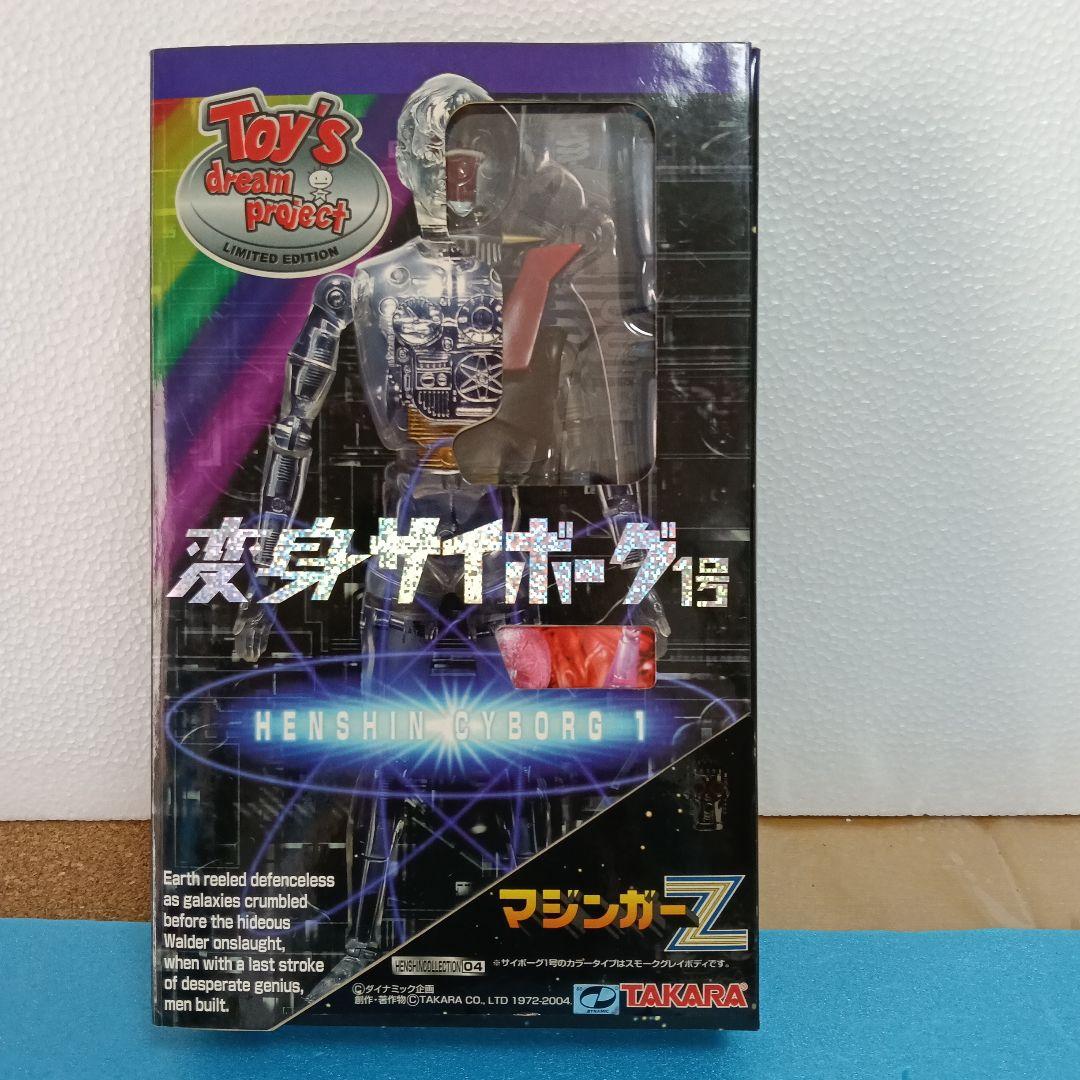 Toy's
dream
project
LIMITED EDITION
変身サイボーグ1号
HENSHIN CYBORG 1
Earth reeled defenceless
as galaxies crumbled
before the hideous
Walder onslaught,
when with a last stroke
of desperate genius,
men built.
マジンガーZ
HENSHINCOLLECTION 04
※サイボーグ1号のカラータイプはスモークグレイボディです。
©ダイナミック企画
創作・著作物©TAKARA CO., LTD 1972-2004.
DYNAMIC
TAKARA